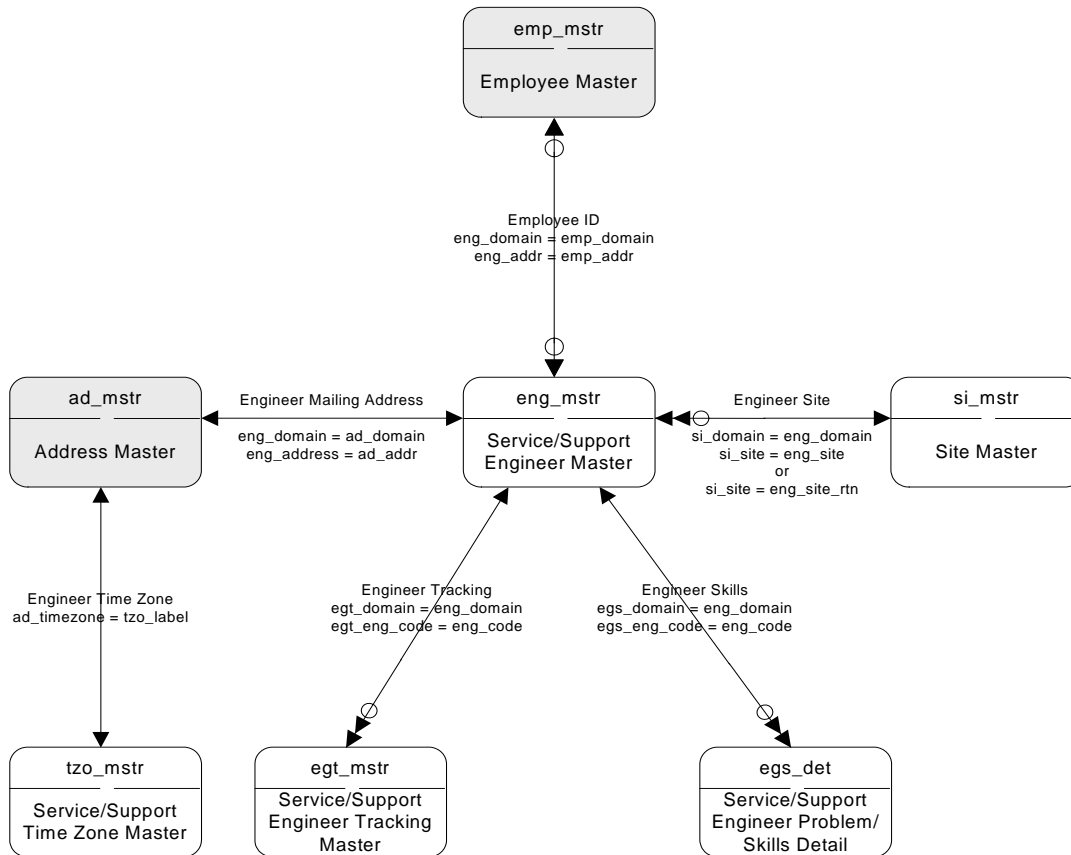 emp_mstr
Employee Master
Employee ID
eng_domain = emp_domain
eng_addr = emp_addr
ad_mstr
Address Master
Engineer Mailing Address
eng_domain = ad_domain
eng_address = ad_addr
eng_mstr
Service/Support
Engineer Master
Engineer Site
si_domain = eng_domain
si_site = eng_site
or
si_site = eng_site_rtn
si_mstr
Site Master
Engineer Time Zone
ad_timezone = tzo_label
Engineer Tracking
egt_domain = eng_domain
egt_eng_code = eng_code
Engineer Skills
egs_domain = eng_domain
egs_eng_code = eng_code
tzo_mstr
Service/Support
Time Zone Master
egt_mstr
Service/Support
Engineer Tracking
Master
egs_det
Service/Support
Engineer Problem/
Skills Detail